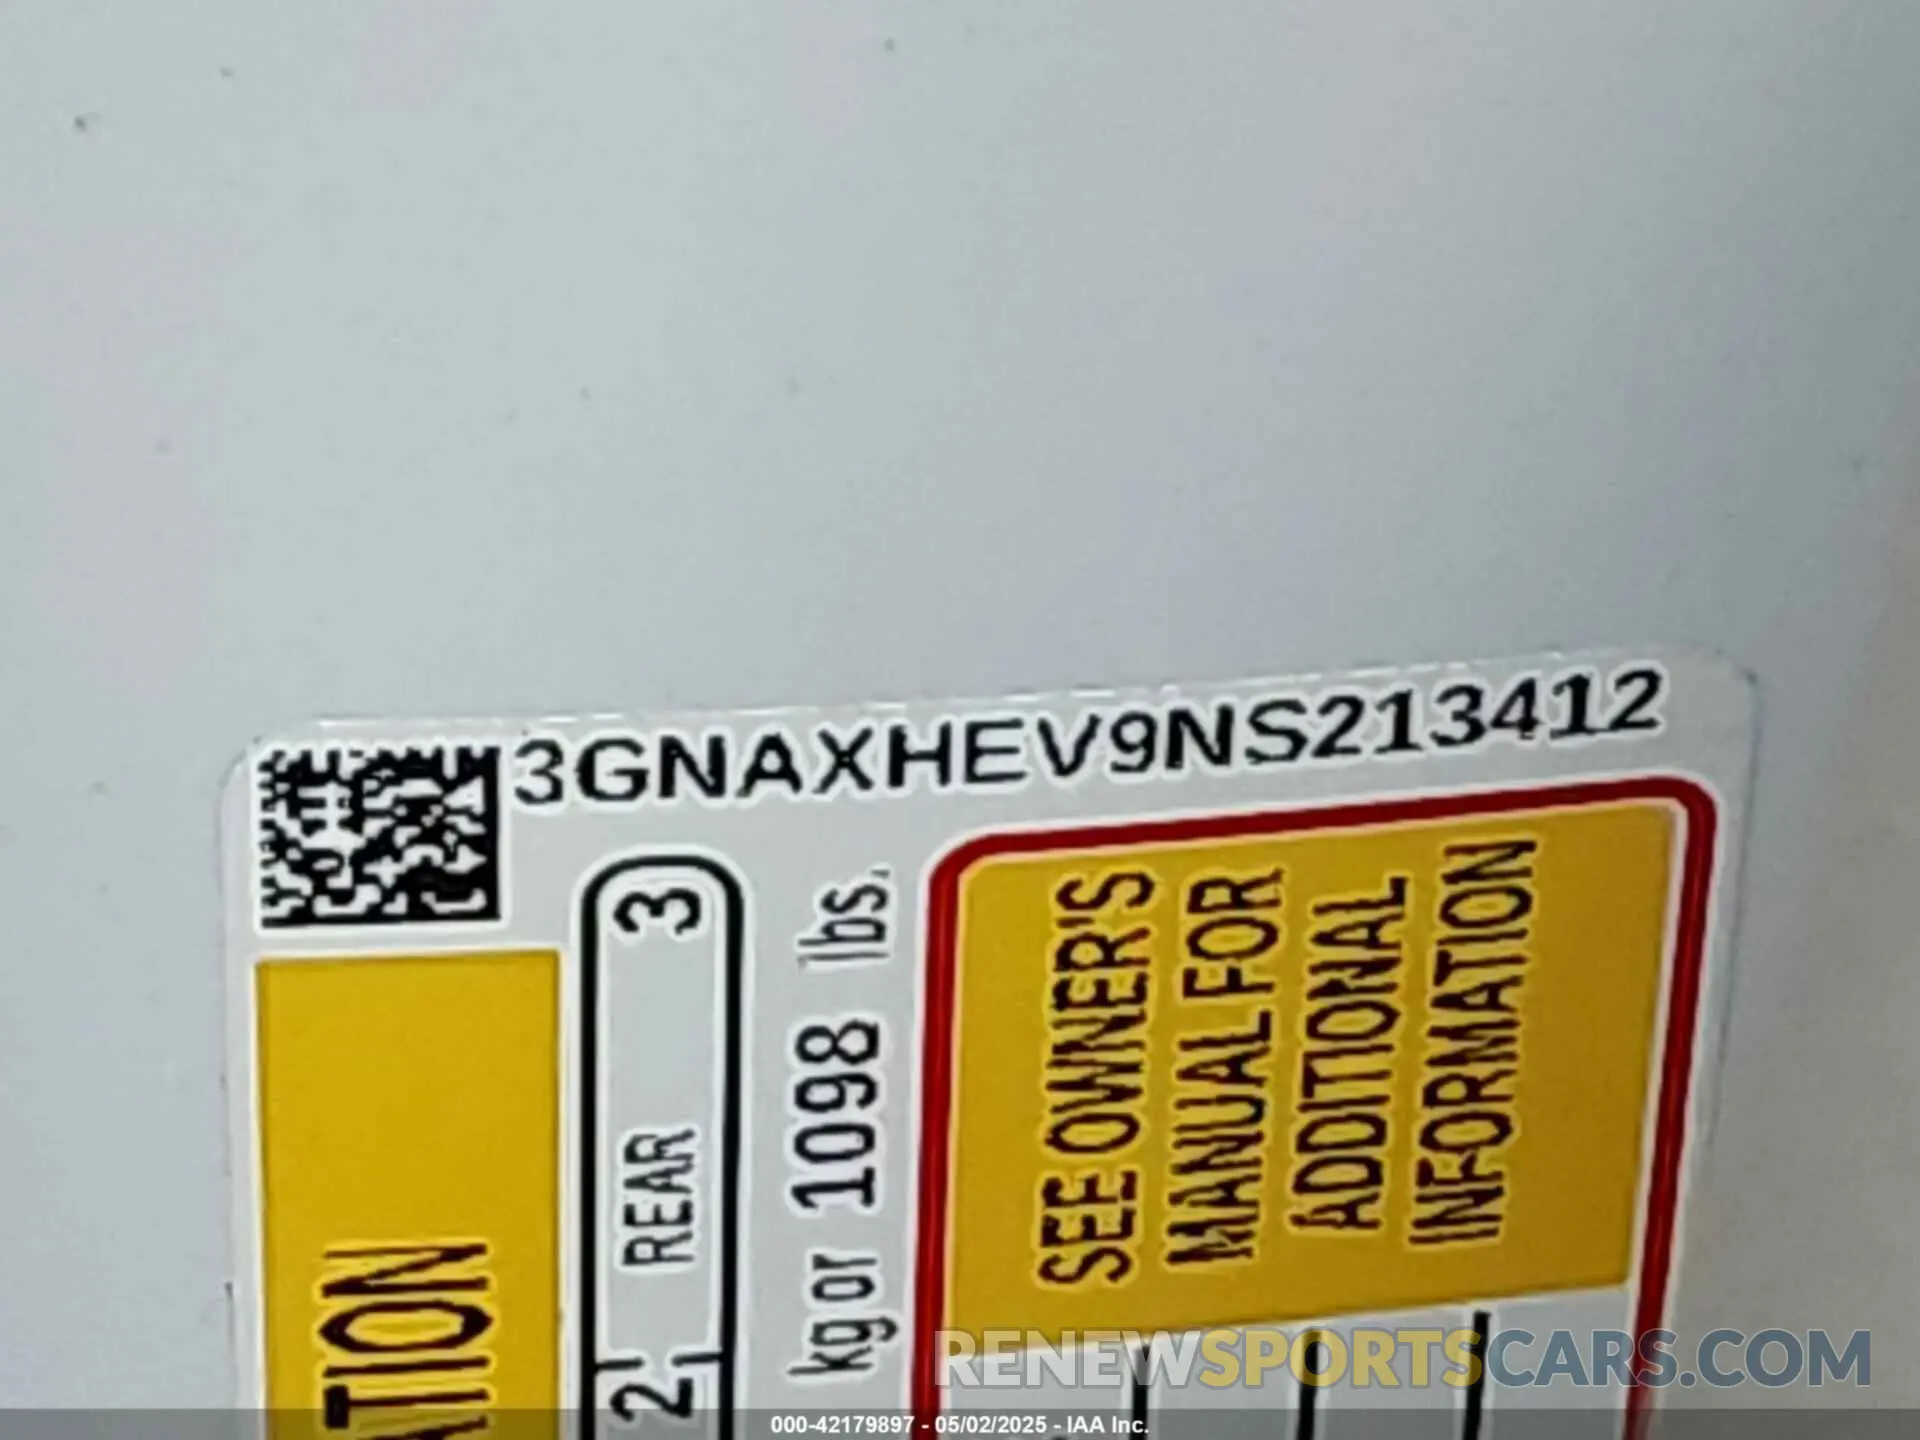 3GNAXHEV9NS213412
ATION
2 REAR 3
kg or 1098 lbs.
SEE OWNER'S
MANUAL FOR
ADDITIONAL
INFORMATION
RENEWSPORTSCARS.COM
000-42179897 - 05/02/2025 - IAA Inc.